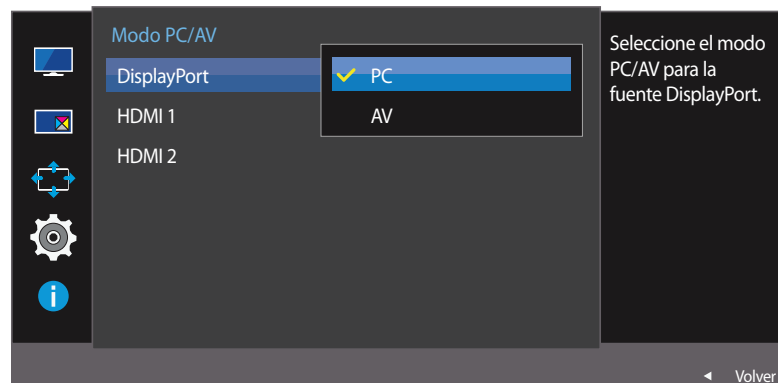 Modo PC/AV
DisplayPort
PC
HDMI 1
AV
HDMI 2
Seleccione el modo
PC/AV para la
fuente DisplayPort.
Volver